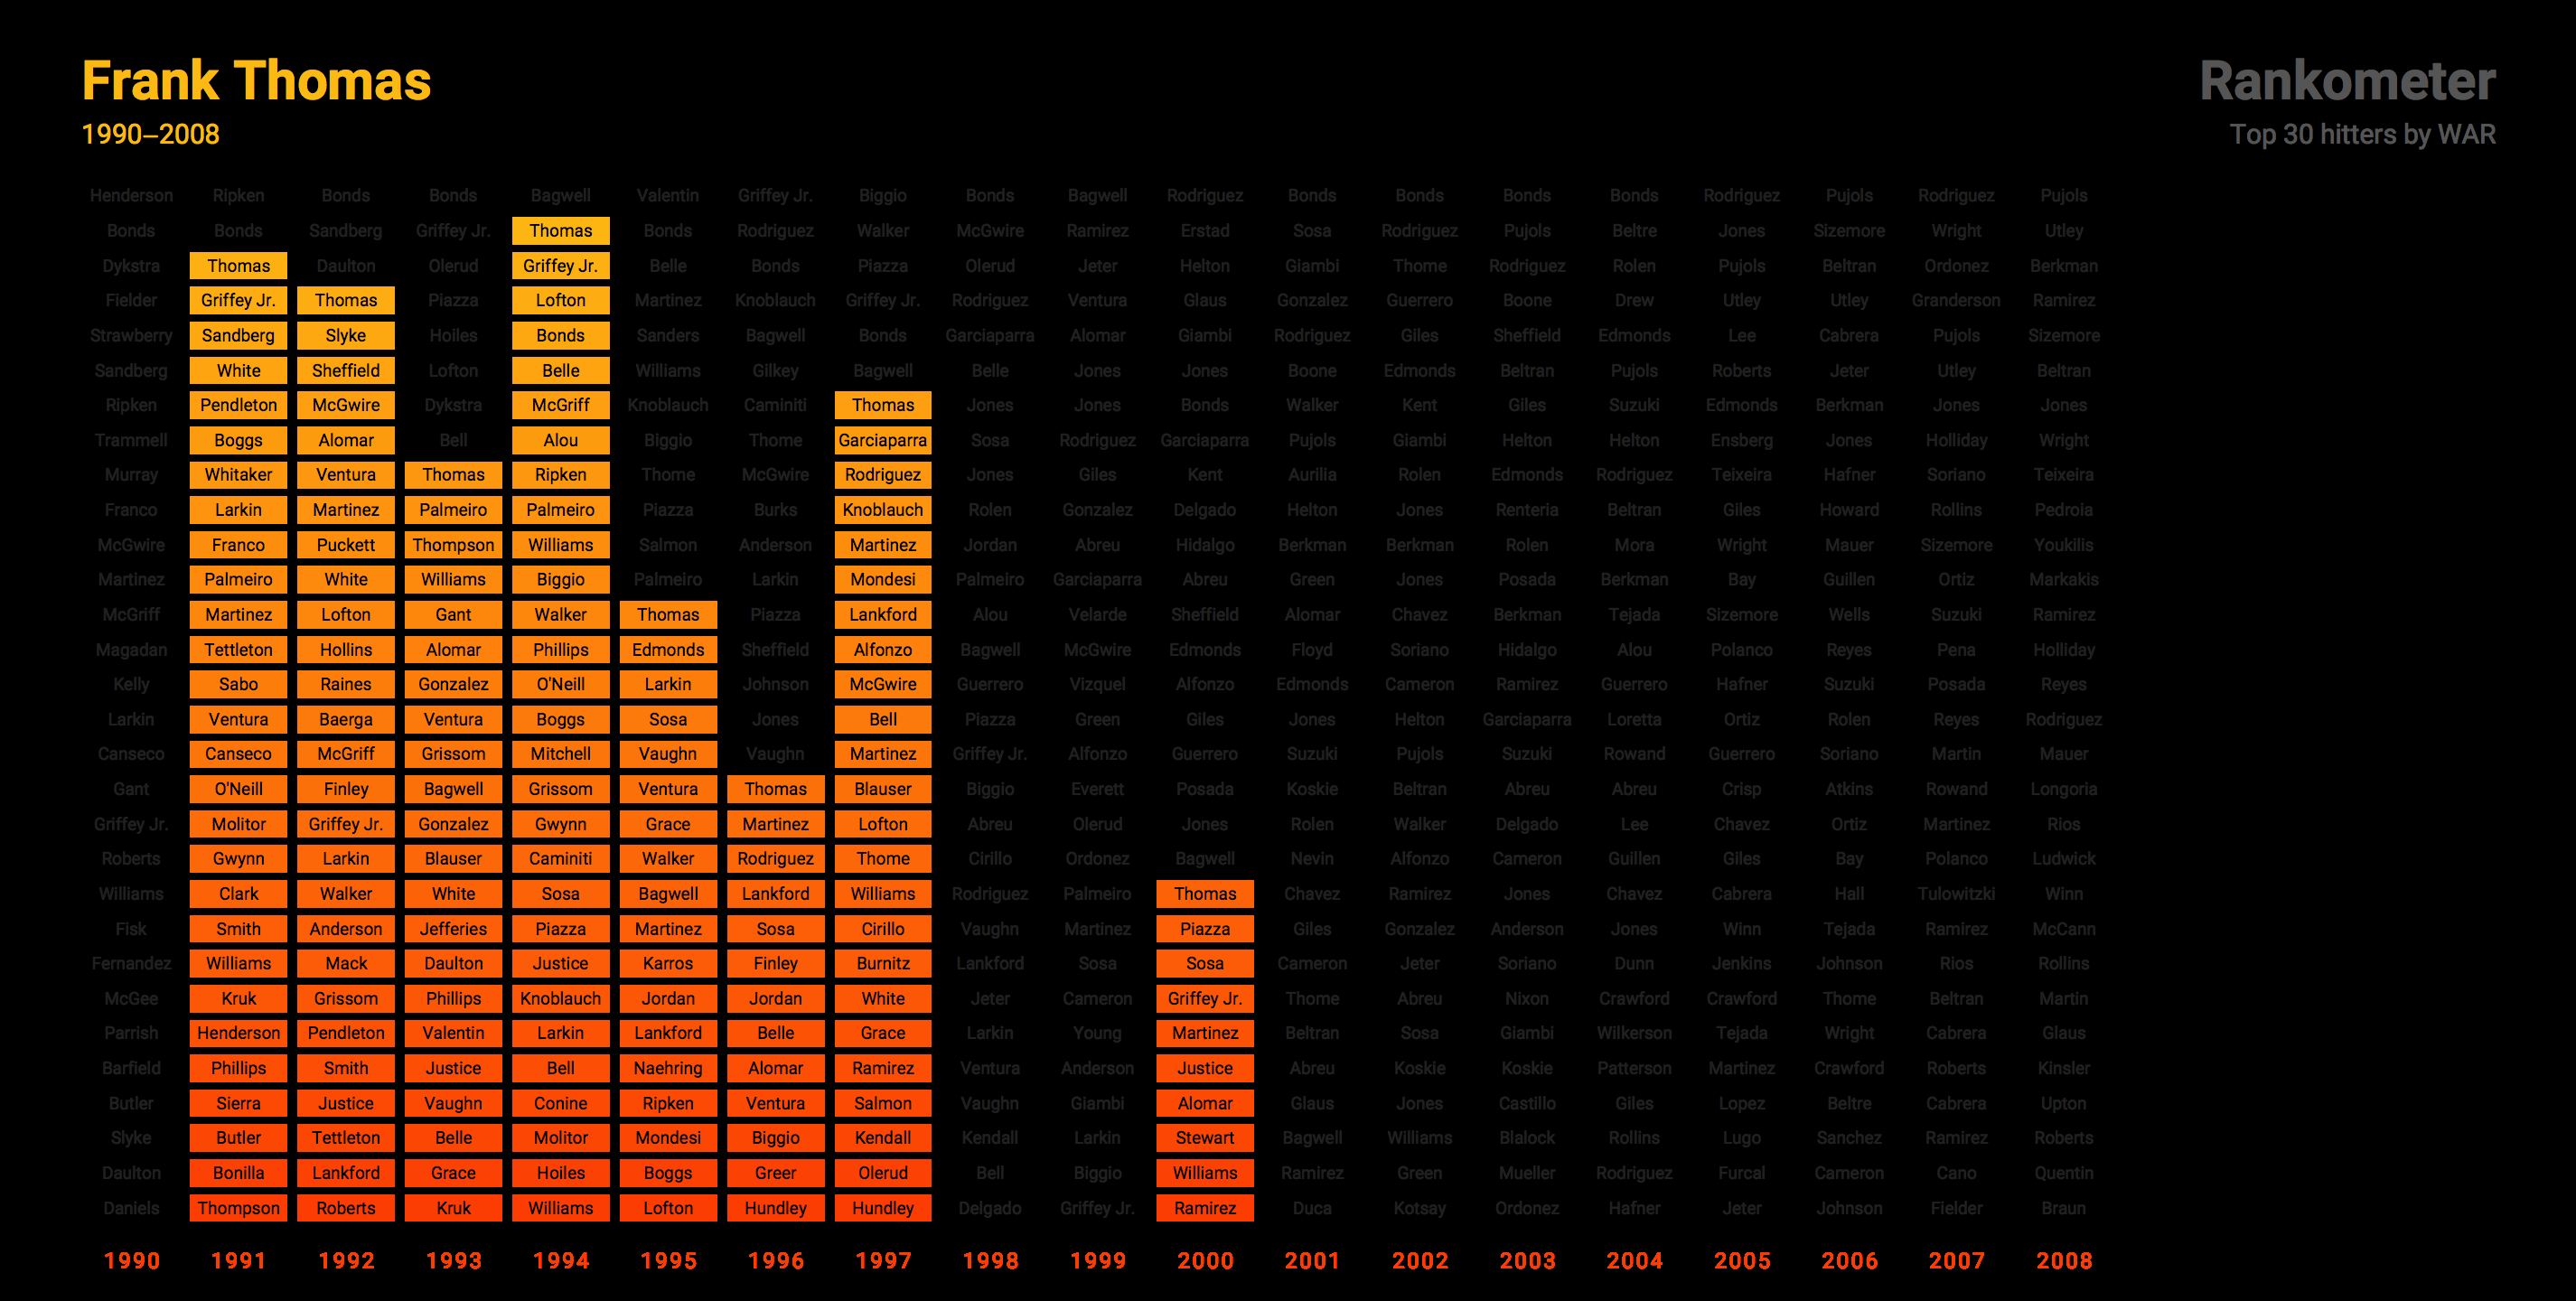 Frank Thomas
1990–2008
Rankometer
Top 30 hitters by WAR
Henderson Ripken Bonds Bonds Bagwell Valentin Griffey Jr. Biggio Bonds Bagwell Rodriguez Bonds Bonds Bonds Bonds Rodriguez Pujols Rodriguez Pujols
Bonds Bonds Sandberg Griffey Jr. Thomas Bonds Rodriguez Walker McGwire Ramirez Erstad Sosa Rodriguez Pujols Beltre Jones Sizemore Wright Utley
Dykstra Thomas Daulton Olerud Griffey Jr. Belle Bonds Piazza Olerud Jeter Helton Giambi Thome Rodriguez Rolen Pujols Beltran Ordonez Berkman
Fielder Griffey Jr. Thomas Piazza Lofton Martinez Knoblauch Griffey Jr. Rodriguez Ventura Glaus Gonzalez Guerrero Boone Drew Utley Utley Granderson Ramirez
Strawberry Sandberg Slyke Hoiles Bonds Sanders Bagwell Bonds Garciaparra Alomar Giambi Rodriguez Giles Sheffield Edmonds Lee Cabrera Pujols Sizemore
Sandberg White Sheffield Lofton Belle Williams Gilkey Bagwell Belle Jones Jones Boone Edmonds Beltran Pujols Roberts Jeter Utley Beltran
Ripken Pendleton McGwire Dykstra McGriff Knoblauch Caminiti Thomas Jones Jones Bonds Walker Kent Giles Suzuki Edmonds Berkman Jones Jones
Trammell Boggs Alomar Bell Alou Biggio Thome Garciaparra Sosa Rodriguez Garciaparra Pujols Giambi Helton Helton Ensberg Jones Holliday Wright
Murray Whitaker Ventura Thomas Ripken Thome McGwire Rodriguez Jones Giles Kent Aurilia Rolen Edmonds Rodriguez Teixeira Hafner Soriano Teixeira
Franco Larkin Martinez Palmeiro Palmeiro Piazza Burks Knoblauch Rolen Gonzalez Delgado Helton Jones Renteria Beltran Giles Howard Rollins Pedroia
McGwire Franco Puckett Thompson Williams Salmon Anderson Martinez Jordan Abreu Hidalgo Berkman Berkman Rolen Mora Wright Mauer Sizemore Youkilis
Martinez Palmeiro White Williams Biggio Palmeiro Larkin Mondesi Palmeiro Garciaparra Abreu Green Jones Posada Berkman Bay Guillen Ortiz Markakis
McGriff Martinez Lofton Gant Walker Thomas Piazza Lankford Alou Velarde Sheffield Alomar Chavez Berkman Tejada Sizemore Wells Suzuki Ramirez
Magadan Tettleton Hollins Alomar Phillips Edmonds Sheffield Alfonzo Bagwell McGwire Edmonds Floyd Soriano Hidalgo Alou Polanco Reyes Pena Holliday
Kelly Sabo Raines Gonzalez O'Neill Larkin Johnson McGwire Guerrero Vizquel Alfonzo Edmonds Cameron Ramirez Guerrero Hafner Suzuki Posada Reyes
Larkin Ventura Baerga Ventura Boggs Sosa Jones Bell Piazza Green Giles Jones Helton Garciaparra Loretta Ortiz Rolen Reyes Rodriguez
Canseco Canseco McGriff Grissom Mitchell Vaughn Vaughn Martinez Griffey Jr. Alfonzo Guerrero Suzuki Pujols Suzuki Rowand Guerrero Soriano Martin Mauer
Gant O'Neill Finley Bagwell Grissom Ventura Thomas Blauser Biggio Everett Posada Koskie Beltran Abreu Abreu Crisp Atkins Rowand Longoria
Griffey Jr. Molitor Griffey Jr. Gonzalez Gwynn Grace Martinez Lofton Abreu Olerud Jones Rolen Walker Delgado Lee Chavez Ortiz Martinez Rios
Roberts Gwynn Larkin Blauser Caminiti Walker Rodriguez Thome Cirillo Ordonez Bagwell Nevin Alfonzo Cameron Guillen Giles Bay Polanco Ludwick
Williams Clark Walker White Sosa Bagwell Lankford Williams Rodriguez Palmeiro Thomas Chavez Ramirez Jones Chavez Cabrera Hall Tulowitzki Winn
Fisk Smith Anderson Jefferies Piazza Martinez Sosa Cirillo Vaughn Martinez Piazza Giles Gonzalez Anderson Jones Winn Tejada Ramirez McCann
Fernandez Williams Mack Daulton Justice Karros Finley Burnitz Lankford Sosa Sosa Cameron Jeter Soriano Dunn Jenkins Johnson Rios Rollins
McGee Kruk Grissom Phillips Knoblauch Jordan Jordan White Jeter Cameron Griffey Jr. Thome Abreu Nixon Crawford Crawford Thome Beltran Martin
Parrish Henderson Pendleton Valentin Larkin Lankford Belle Grace Larkin Young Martinez Beltran Sosa Giambi Wilkerson Tejada Wright Cabrera Glaus
Barfield Phillips Smith Justice Bell Naehring Alomar Ramirez Ventura Anderson Justice Abreu Koskie Koskie Patterson Martinez Crawford Roberts Kinsler
Butler Sierra Justice Vaughn Conine Ripken Ventura Salmon Vaughn Giambi Alomar Glaus Jones Castillo Giles Lopez Beltre Cabrera Upton
Slyke Butler Tettleton Belle Molitor Mondesi Biggio Kendall Kendall Larkin Stewart Bagwell Williams Blalock Rollins Lugo Sanchez Ramirez Roberts
Daulton Bonilla Lankford Grace Hoiles Boggs Greer Olerud Bell Biggio Williams Ramirez Green Mueller Rodriguez Furcal Cameron Cano Quentin
Daniels Thompson Roberts Kruk Williams Lofton Hundley Hundley Delgado Griffey Jr. Ramirez Duca Kotsay Ordonez Hafner Jeter Johnson Fielder Braun
1990 1991 1992 1993 1994 1995 1996 1997 1998 1999 2000 2001 2002 2003 2004 2005 2006 2007 2008